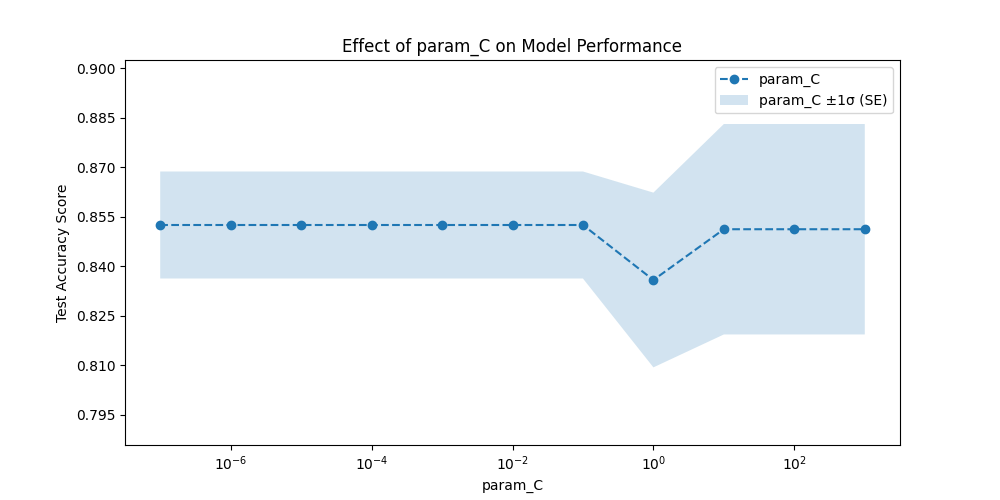 Effect of param_C on Model Performance
0.900
0.885
0.870
0.855
0.840
0.825
0.810
0.795
Test Accuracy Score
param_C
param_C ±1σ (SE)
10⁻⁶
10⁻⁴
10⁻²
10⁰
10²
param_C